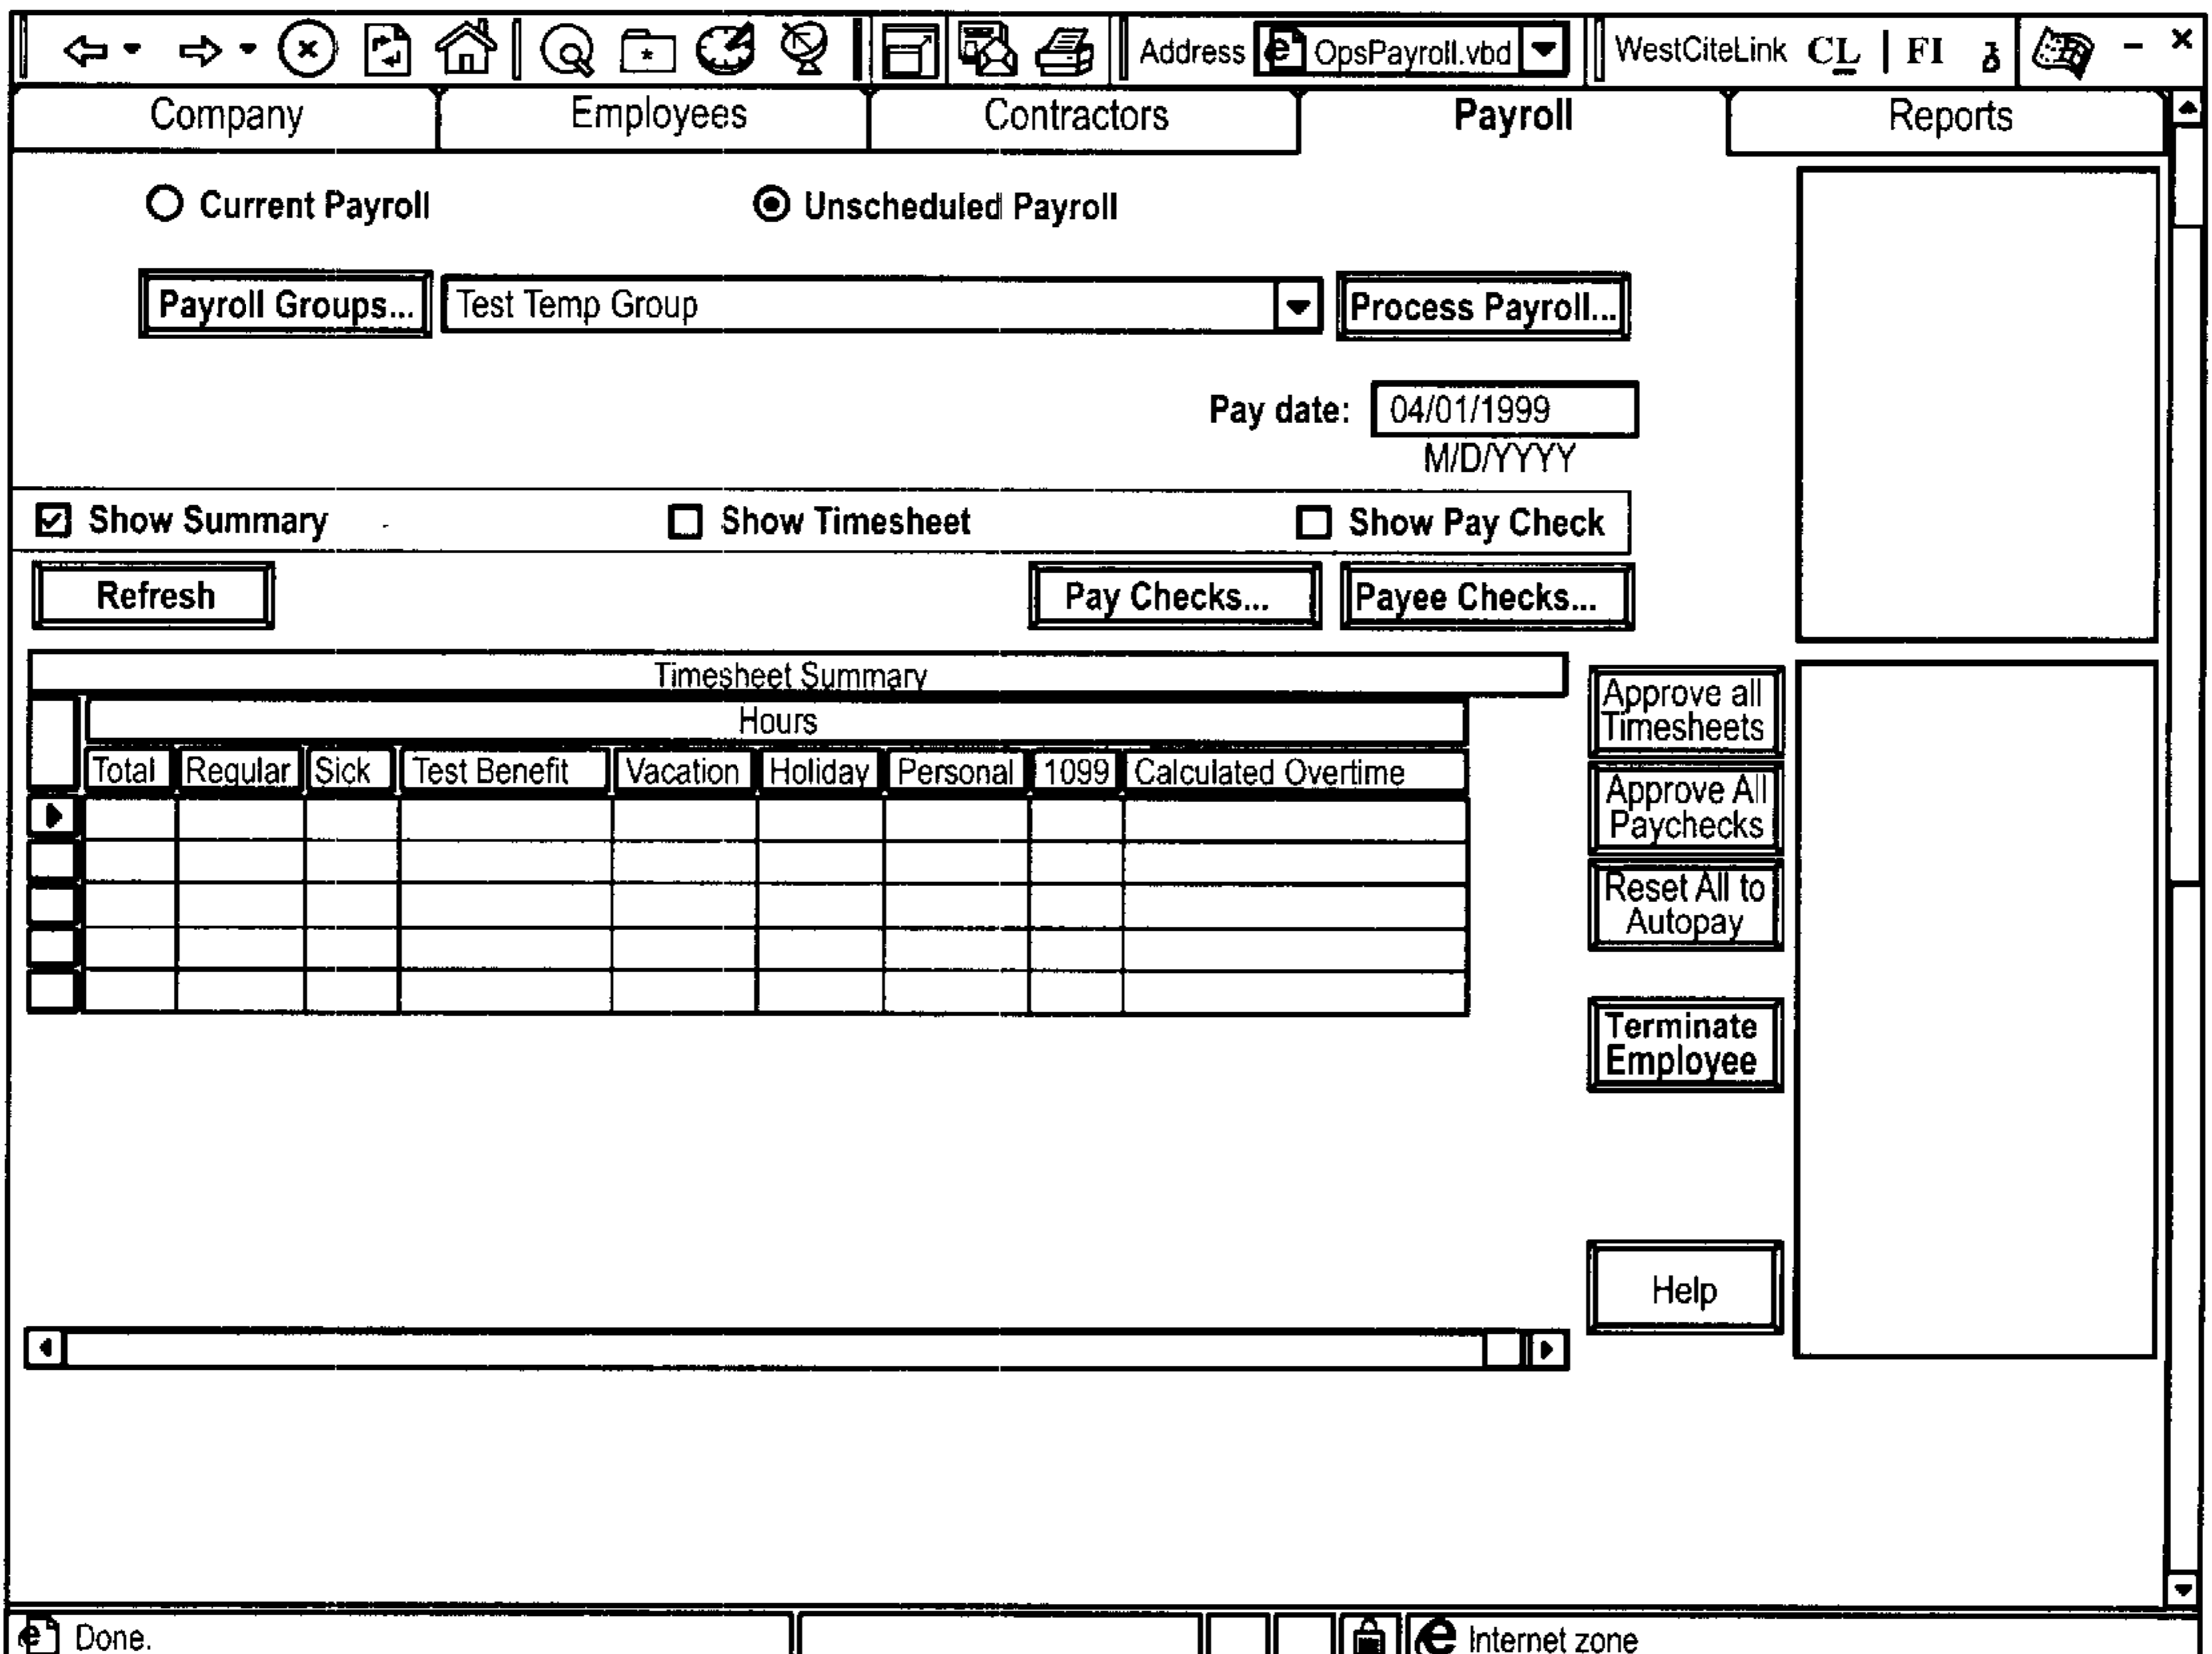 Address OpsPayroll.vbd WestCiteLink CL | FI
Company Employees Contractors Payroll Reports
Current Payroll Unscheduled Payroll
Payroll Groups... Test Temp Group Process Payroll...
Pay date: 04/01/1999
M/D/YYYY
Show Summary Show Timesheet Show Pay Check
Refresh Pay Checks... Payee Checks...
Timesheet Summary
Hours
Total Regular Sick Test Benefit Vacation Holiday Personal 1099 Calculated Overtime
Approve all
Timesheets
Approve All
Paychecks
Reset All to
Autopay
Terminate
Employee
Help
Done. Internet zone